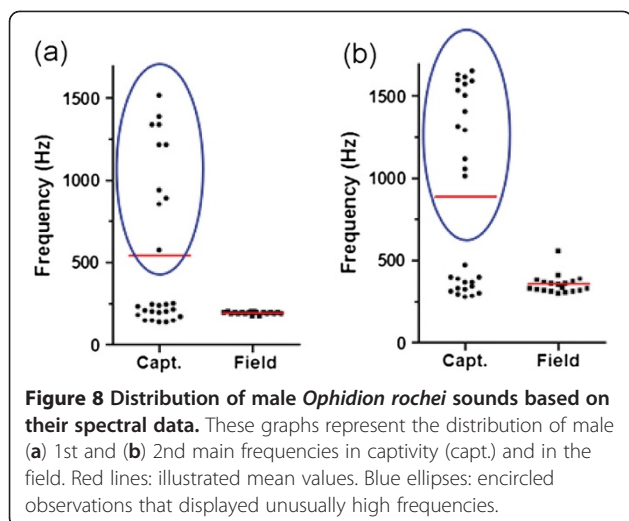 (a)
(b)
Frequency (Hz)
1500
1000
500
0
Capt. Field
Frequency (Hz)
1500
1000
500
0
Capt. Field
Figure 8 Distribution of male Ophidion rochei sounds based on
their spectral data. These graphs represent the distribution of male
(a) 1st and (b) 2nd main frequencies in captivity (capt.) and in the
field. Red lines: illustrated mean values. Blue ellipses: encircled
observations that displayed unusually high frequencies.